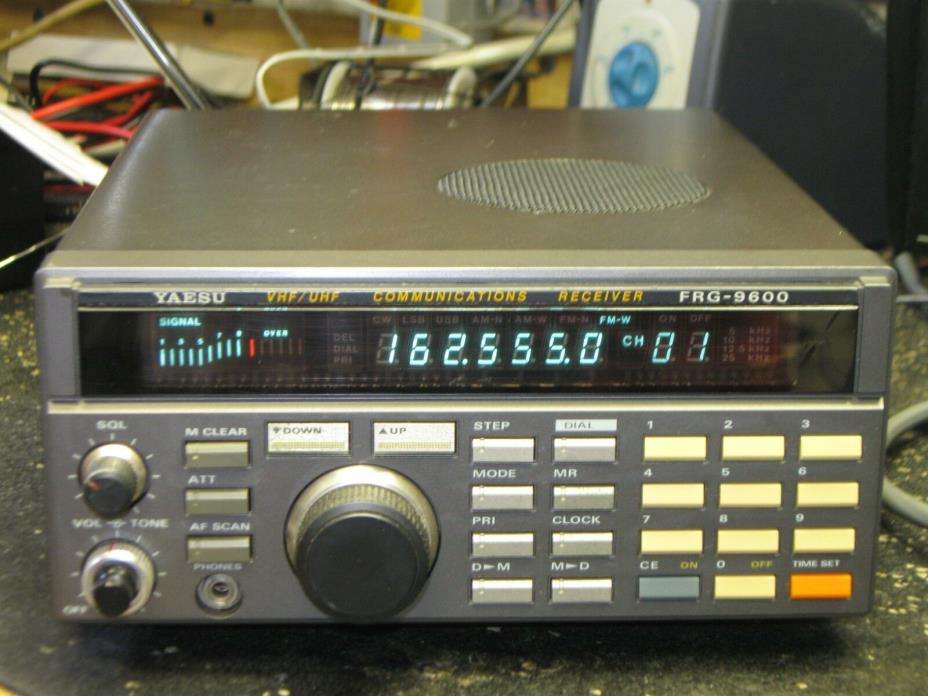 YAESU VHF/UHF COMMUNICATIONS RECEIVER FRG-9600
SIGNAL OVER
CW LSB USB AM-N AM-W FM-N FM-W ON OFF
DEL
DIAL
PRI
162.555.0 CH 01
5 kHz
10 kHz
12.5 kHz
25 kHz
SQL
M CLEAR
▼DOWN
▲UP
STEP DIAL 1 2 3
ATT
MODE MR 4 5 6
VOL TONE
AF SCAN
PRI CLOCK 7 8 9
PHONES
D►M M►D CE ON 0 OFF TIME SET
OFF